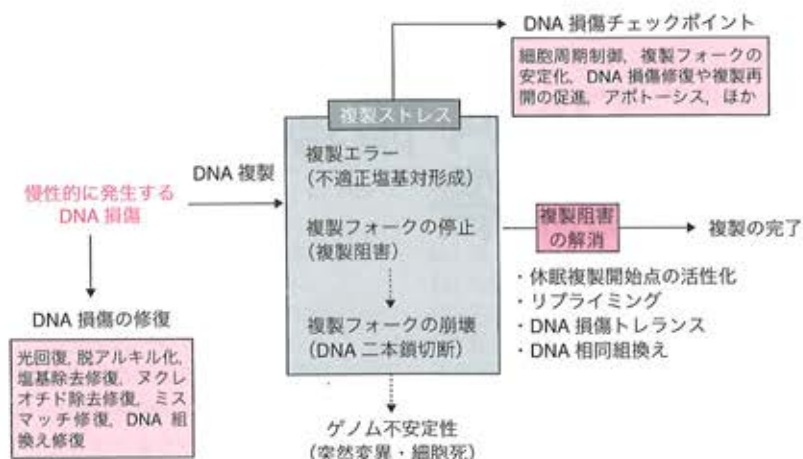 DNA 損傷チェックポイント
細胞周期制御、複製フォークの
安定化、DNA 損傷修復や複製再
開の促進，アポトーシス，ほか
複製ストレス
複製エラー
(不適正塩基対形成)
DNA 複製
慢性的に発生する
DNA 損傷
複製フォークの停止
(複製阻害)
複製阻害
の解消
複製の完了
・休眠複製開始点の活性化
・リプライミング
・DNA 損傷トレランス
・DNA 相同組換え
DNA 損傷の修復
複製フォークの崩壊
(DNA 二本鎖切断)
光回復, 脱アルキル化,
塩基除去修復，ヌクレ
オチド除去修復，ミス
マッチ修復，DNA 組
換え修復
ゲノム不安定性
(突然変異・細胞死)